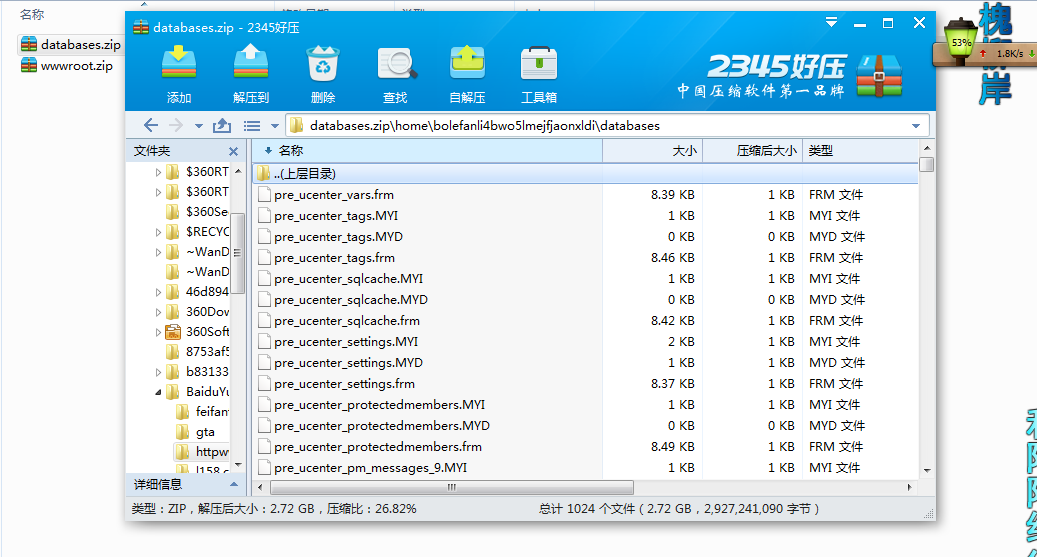 名称
databases.zip
wwwroot.zip
databases.zip - 2345好压
添加
解压到
删除
查找
自解压
工具箱
2345好压
中国压缩软件第一品牌
53%
1.8K/s
databases.zip\home\bolefanli4bwo5lmejfjaonxldi\databases
文件夹
名称 大小 压缩后大小 类型
$360RT
$360RT
$360Se
$RECYC
~WanD
~WanD
46d894
360Dow
360Soft
8753af5
b83133
BaiduYu
feifan
gta
httpw
l158.c
..(上层目录)
pre_ucenter_vars.frm 8.39 KB 1 KB FRM 文件
pre_ucenter_tags.MYI 1 KB 1 KB MYI 文件
pre_ucenter_tags.MYD 0 KB 0 KB MYD 文件
pre_ucenter_tags.frm 8.46 KB 1 KB FRM 文件
pre_ucenter_sqlcache.MYI 1 KB 1 KB MYI 文件
pre_ucenter_sqlcache.MYD 0 KB 0 KB MYD 文件
pre_ucenter_sqlcache.frm 8.42 KB 1 KB FRM 文件
pre_ucenter_settings.MYI 2 KB 1 KB MYI 文件
pre_ucenter_settings.MYD 1 KB 1 KB MYD 文件
pre_ucenter_settings.frm 8.37 KB 1 KB FRM 文件
pre_ucenter_protectedmembers.MYI 1 KB 1 KB MYI 文件
pre_ucenter_protectedmembers.MYD 0 KB 0 KB MYD 文件
pre_ucenter_protectedmembers.frm 8.49 KB 1 KB FRM 文件
pre_ucenter_pm_messages_9.MYI 1 KB 1 KB MYI 文件
详细信息
类型：ZIP，解压后大小：2.72 GB，压缩比：26.82%
总计 1024 个文件（2.72 GB，2,927,241,090 字节）